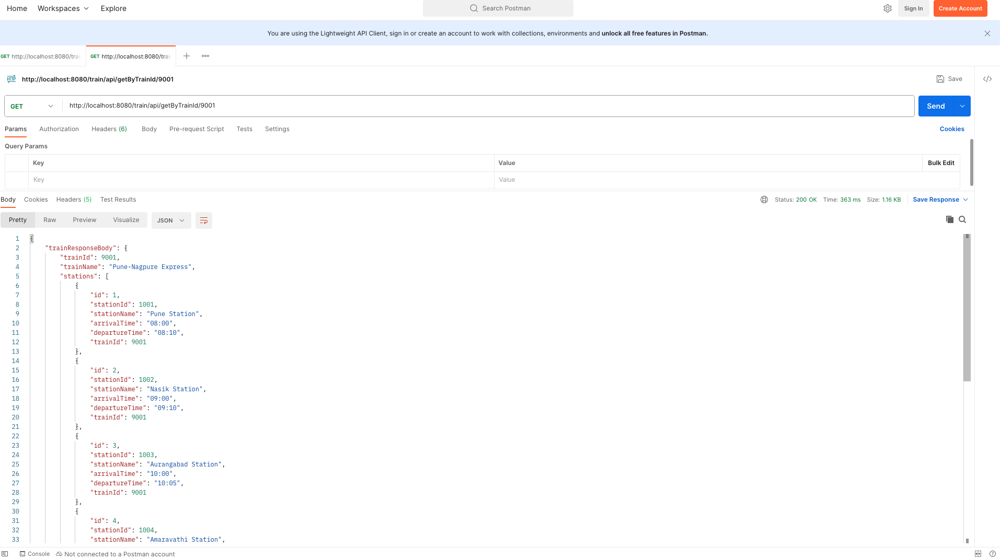 Home Workspaces Explore Search Postman Sign In Create Account
You are using the Lightweight API Client, sign in or create an account to work with collections, environments and unlock all free features in Postman.
GET http://localhost:8080/trai GET http://localhost:8080/trai
HTTP http://localhost:8080/train/api/getByTrainId/9001 Save </>
GET http://localhost:8080/train/api/getByTrainId/9001 Send
Params Authorization Headers (6) Body Pre-request Script Tests Settings Cookies
Query Params
Key Value Bulk Edit
Key Value
Body Cookies Headers (5) Test Results Status: 200 OK Time: 363 ms Size: 1.16 KB Save Response
Pretty Raw Preview Visualize JSON
1 {
2 "trainResponseBody": {
3 "trainId": 9001,
4 "trainName": "Pune-Nagpure Express",
5 "stations": [
6 {
7 "id": 1,
8 "stationId": 1001,
9 "stationName": "Pune Station",
10 "arrivalTime": "08:00",
11 "departureTime": "08:10",
12 "trainId": 9001
13 },
14 {
15 "id": 2,
16 "stationId": 1002,
17 "stationName": "Nasik Station",
18 "arrivalTime": "09:00",
19 "departureTime": "09:10",
20 "trainId": 9001
21 },
22 {
23 "id": 3,
24 "stationId": 1003,
25 "stationName": "Aurangabad Station",
26 "arrivalTime": "10:00",
27 "departureTime": "10:05",
28 "trainId": 9001
29 },
30 {
31 "id": 4,
32 "stationId": 1004,
33 "stationName": "Amaravathi Station",
Console Not connected to a Postman account